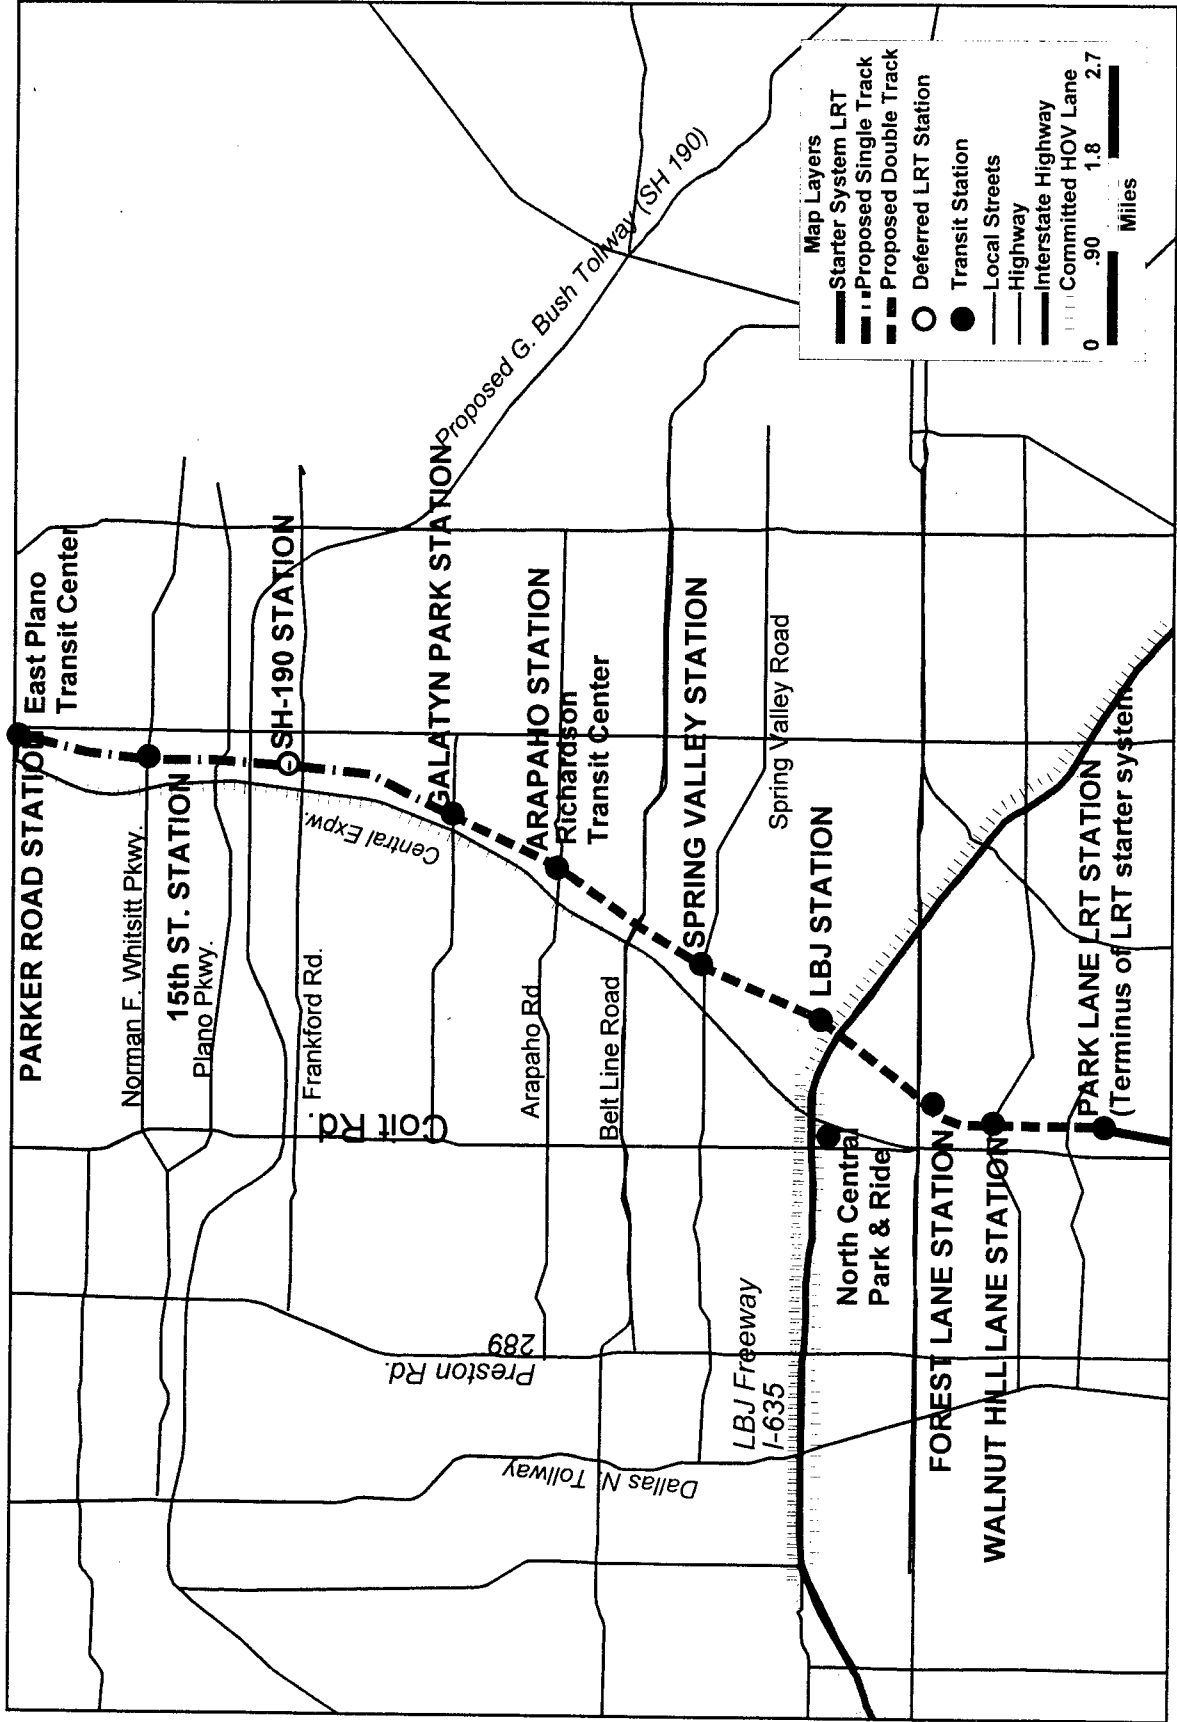 PARKER ROAD STATION
East Plano
Transit Center
Norman F. Whitsitt Pkwy.
15th ST. STATION
Plano Pkwy.
SH-190 STATION
Frankford Rd.
Central Expw.
Coit Rd.
GALATYN PARK STATION
Proposed G. Bush Tollway (SH 190)
Arapaho Rd
ARAPAHO STATION
Richardson
Transit Center
Belt Line Road
SPRING VALLEY STATION
Spring Valley Road
289
Preston Rd.
Dallas N. Tollway
LBJ Freeway
I-635
LBJ STATION
North Central
Park & Ride
FOREST LANE STATION
WALNUT HILL LANE STATION
PARK LANE LRT STATION
(Terminus of LRT starter system
Map Layers
Starter System LRT
Proposed Single Track
Proposed Double Track
Deferred LRT Station
Transit Station
Local Streets
Highway
Interstate Highway
Committed HOV Lane
0 .90 1.8 2.7
Miles